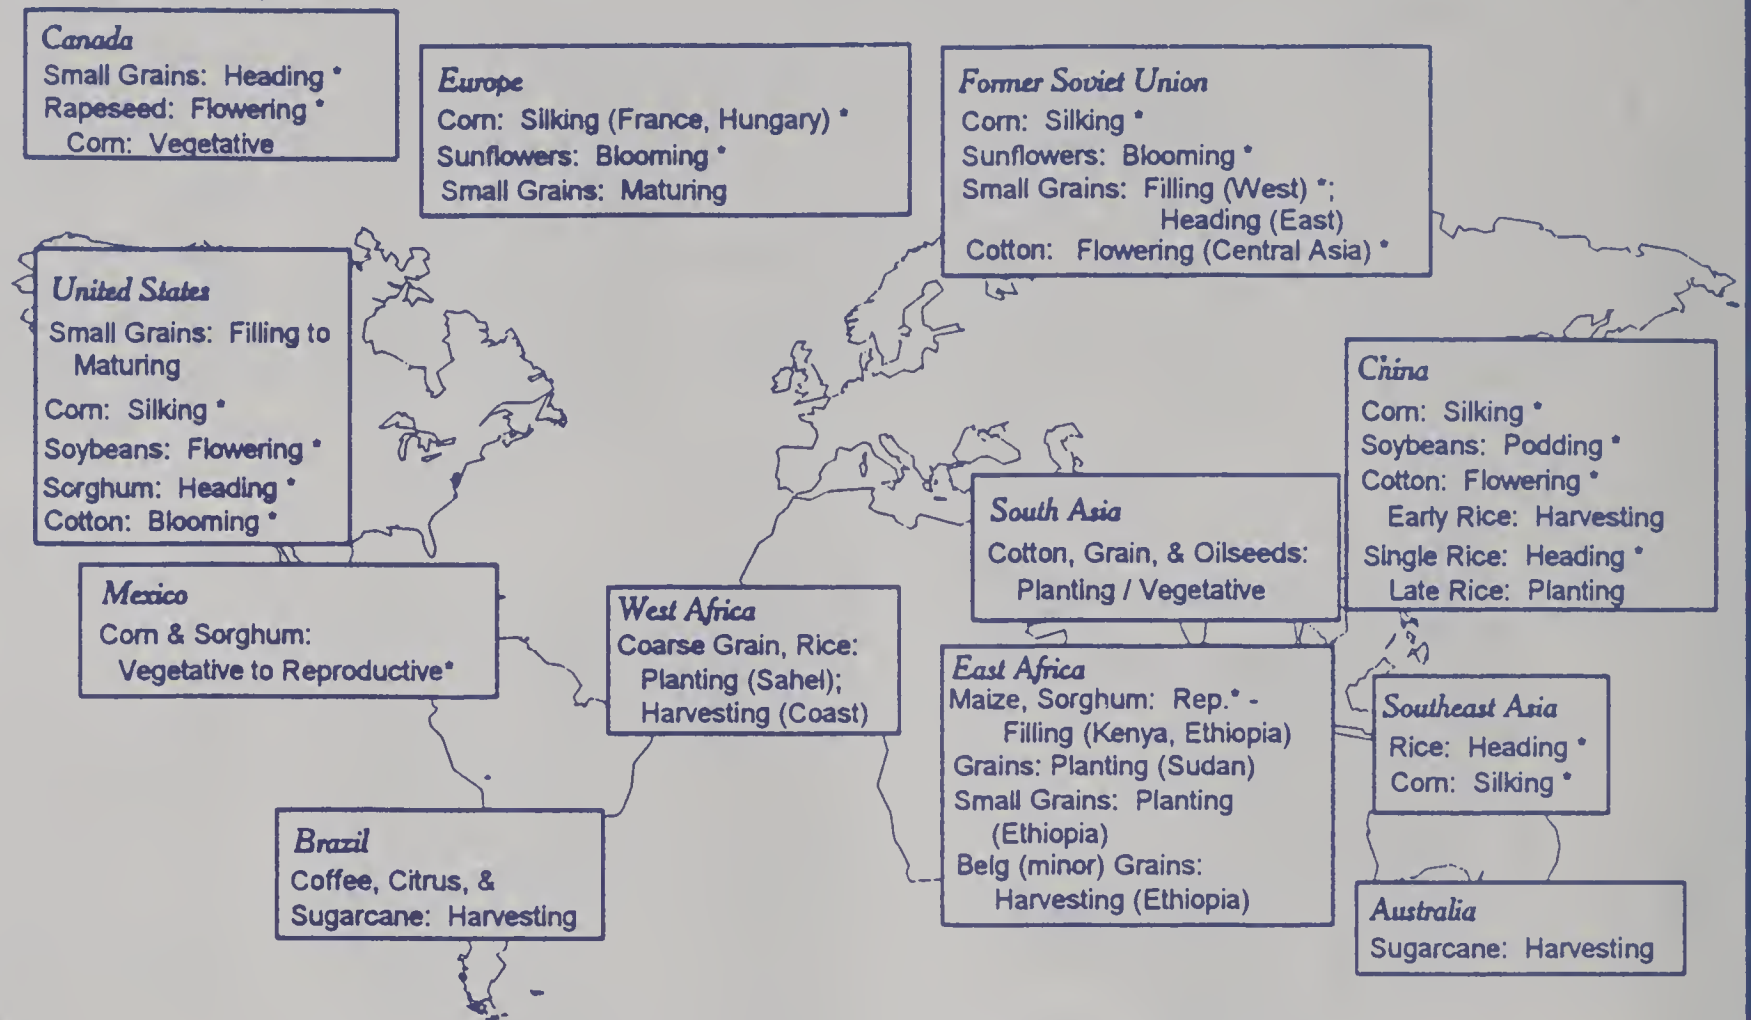 Canada
Small Grains: Heading *
Rapeseed: Flowering *
Corn: Vegetative
Europe
Corn: Silking (France, Hungary) *
Sunflowers: Blooming *
Small Grains: Maturing
Former Soviet Union
Corn: Silking *
Sunflowers: Blooming *
Small Grains: Filling (West) *;
Heading (East)
Cotton: Flowering (Central Asia) *
United States
Small Grains: Filling to
Maturing
Corn: Silking *
Soybeans: Flowering *
Sorghum: Heading *
Cotton: Blooming *
China
Corn: Silking *
Soybeans: Podding *
Cotton: Flowering *
Early Rice: Harvesting
Single Rice: Heading *
Late Rice: Planting
South Asia
Cotton, Grain, & Oilseeds:
Planting / Vegetative
Mexico
Corn & Sorghum:
Vegetative to Reproductive*
West Africa
Coarse Grain, Rice:
Planting (Sahel);
Harvesting (Coast)
East Africa
Maize, Sorghum: Rep.* -
Filling (Kenya, Ethiopia)
Grains: Planting (Sudan)
Small Grains: Planting
(Ethiopia)
Belg (minor) Grains:
Harvesting (Ethiopia)
Southeast Asia
Rice: Heading *
Corn: Silking *
Brazil
Coffee, Citrus, &
Sugarcane: Harvesting
Australia
Sugarcane: Harvesting